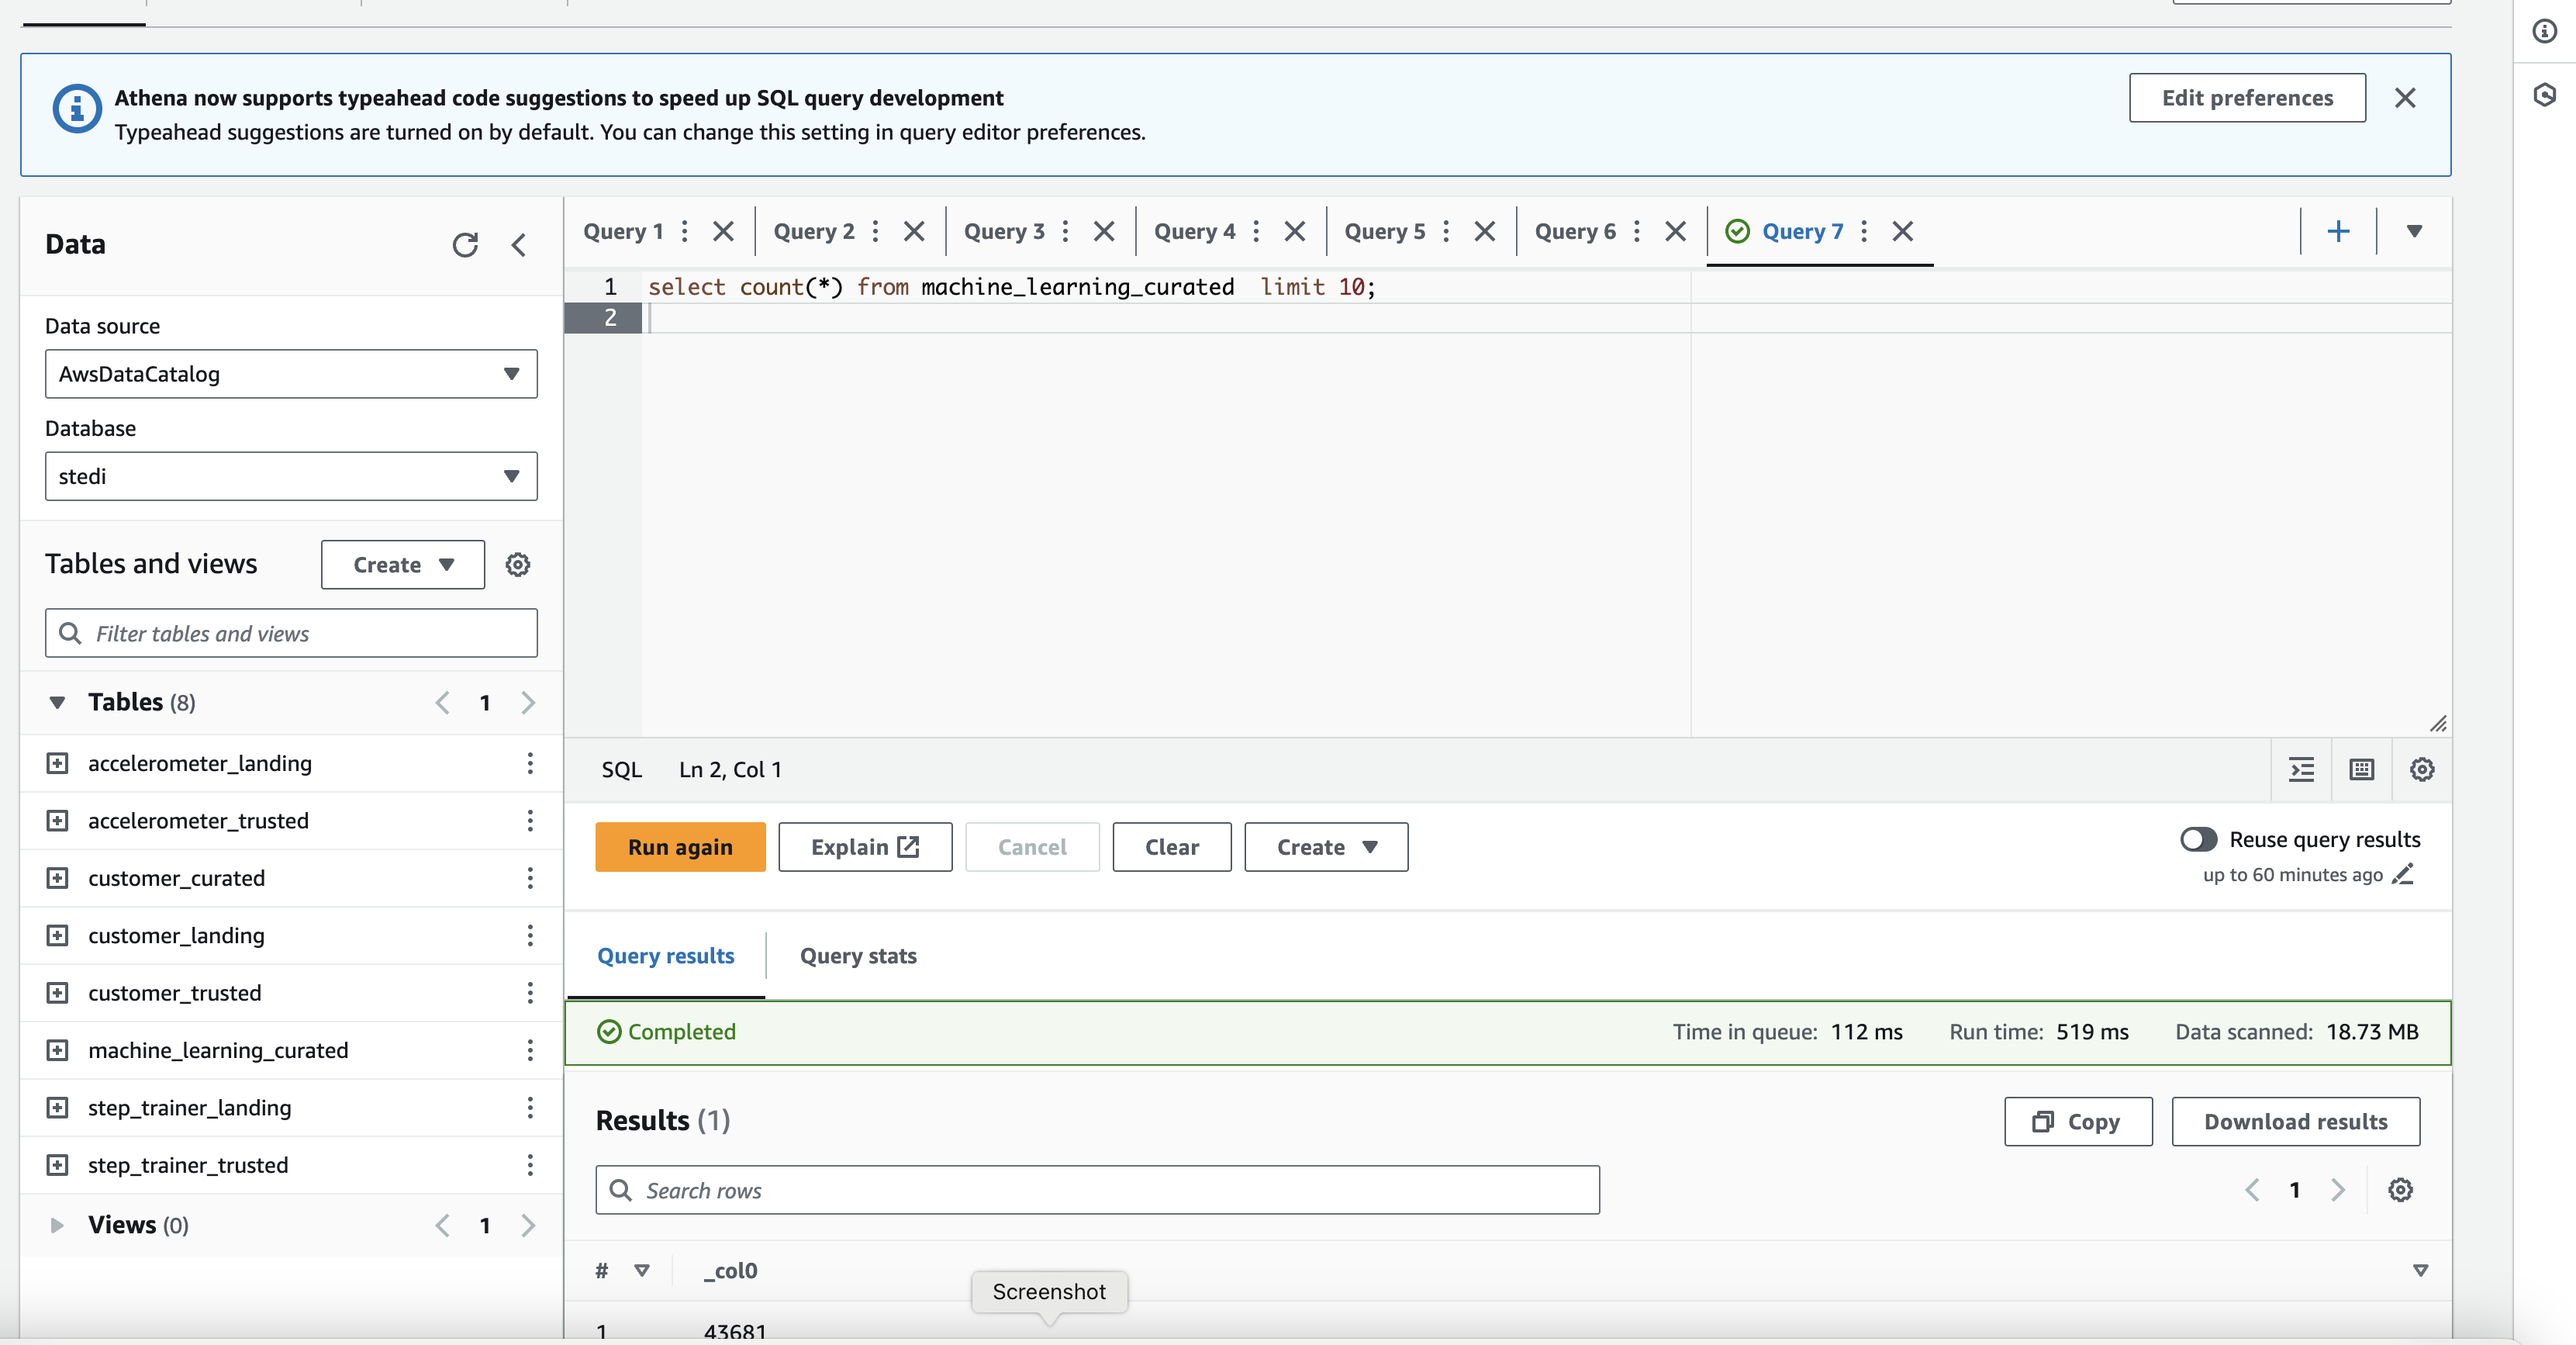 Athena now supports typeahead code suggestions to speed up SQL query development
Typeahead suggestions are turned on by default. You can change this setting in query editor preferences.
Edit preferences
Data
Data source
AwsDataCatalog
Database
stedi
Tables and views
Create
Filter tables and views
Tables (8)
1
accelerometer_landing
accelerometer_trusted
customer_curated
customer_landing
customer_trusted
machine_learning_curated
step_trainer_landing
step_trainer_trusted
Views (0)
1
Query 1
Query 2
Query 3
Query 4
Query 5
Query 6
Query 7
1 select count(*) from machine_learning_curated  limit 10;
2
SQL Ln 2, Col 1
Run again
Explain
Cancel
Clear
Create
Reuse query results
up to 60 minutes ago
Query results
Query stats
Completed
Time in queue: 112 ms
Run time: 519 ms
Data scanned: 18.73 MB
Results (1)
Copy
Download results
Search rows
1
# _col0
Screenshot
1 43681